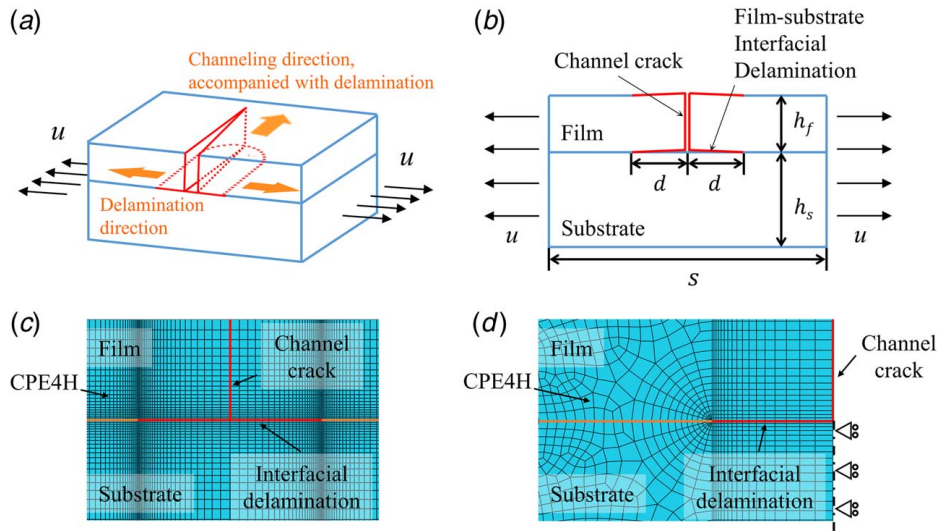 (a)
Channeling direction,
accompanied with delamination
u
u
Delamination
direction
(b)
Film-substrate
Interfacial
Delamination
Channel crack
Film
h_f
d
d
h_s
Substrate
u
u
s
(c)
Film
Channel
crack
CPE4H
Interfacial
delamination
Substrate
(d)
Film
Channel
crack
CPE4H
Interfacial
delamination
Substrate